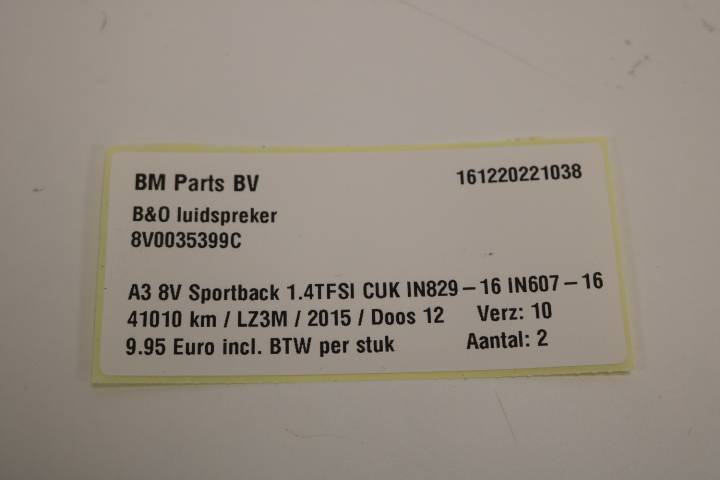 BM Parts BV 161220221038
B&O luidspreker
8V0035399C
A3 8V Sportback 1.4TFSI CUK IN829-16 IN607-16
41010 km / LZ3M / 2015 / Doos 12 Verz: 10
9.95 Euro incl. BTW per stuk Aantal: 2